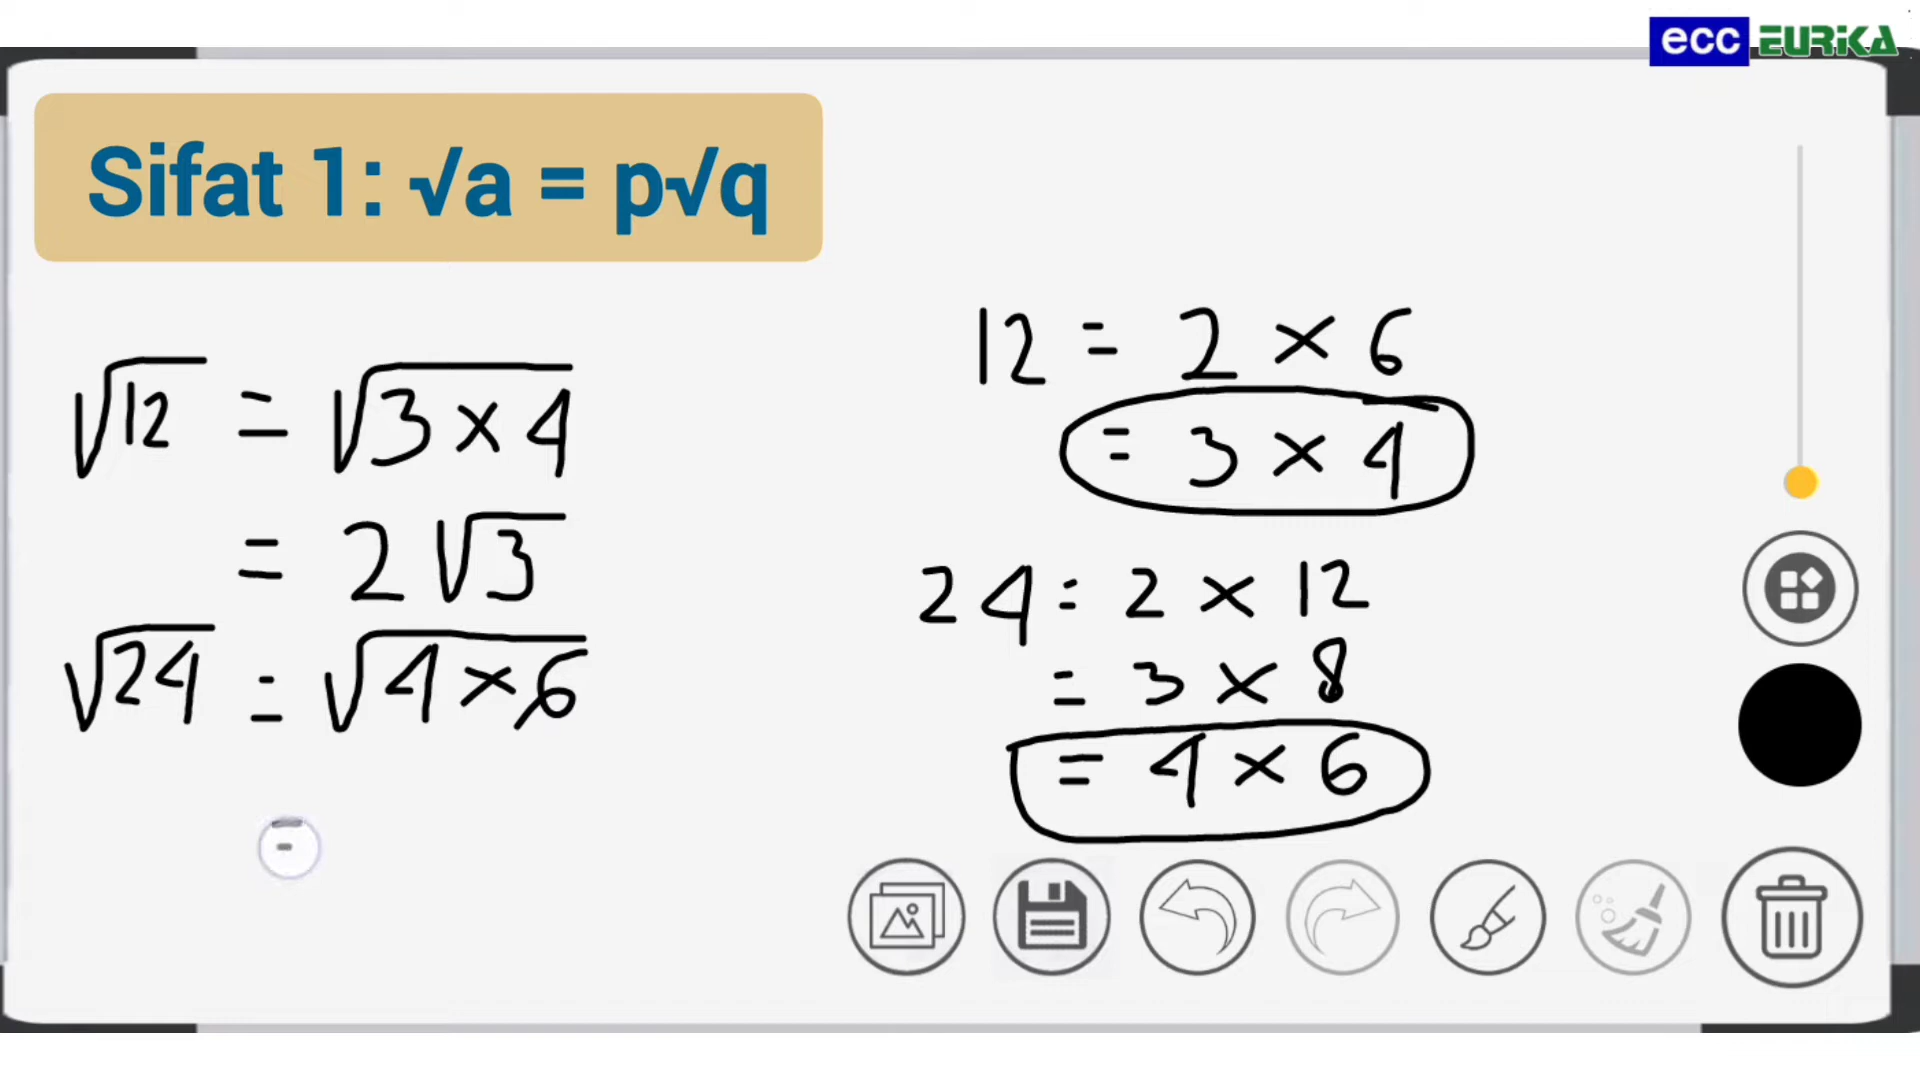 ecc EURiKA
Sifat 1: √a = p√q
√12 = √3 × 4
= 2 √3
√24 = √4 × 6
=
12 = 2 × 6
= 3 × 4
24 = 2 × 12
= 3 × 8
= 4 × 6